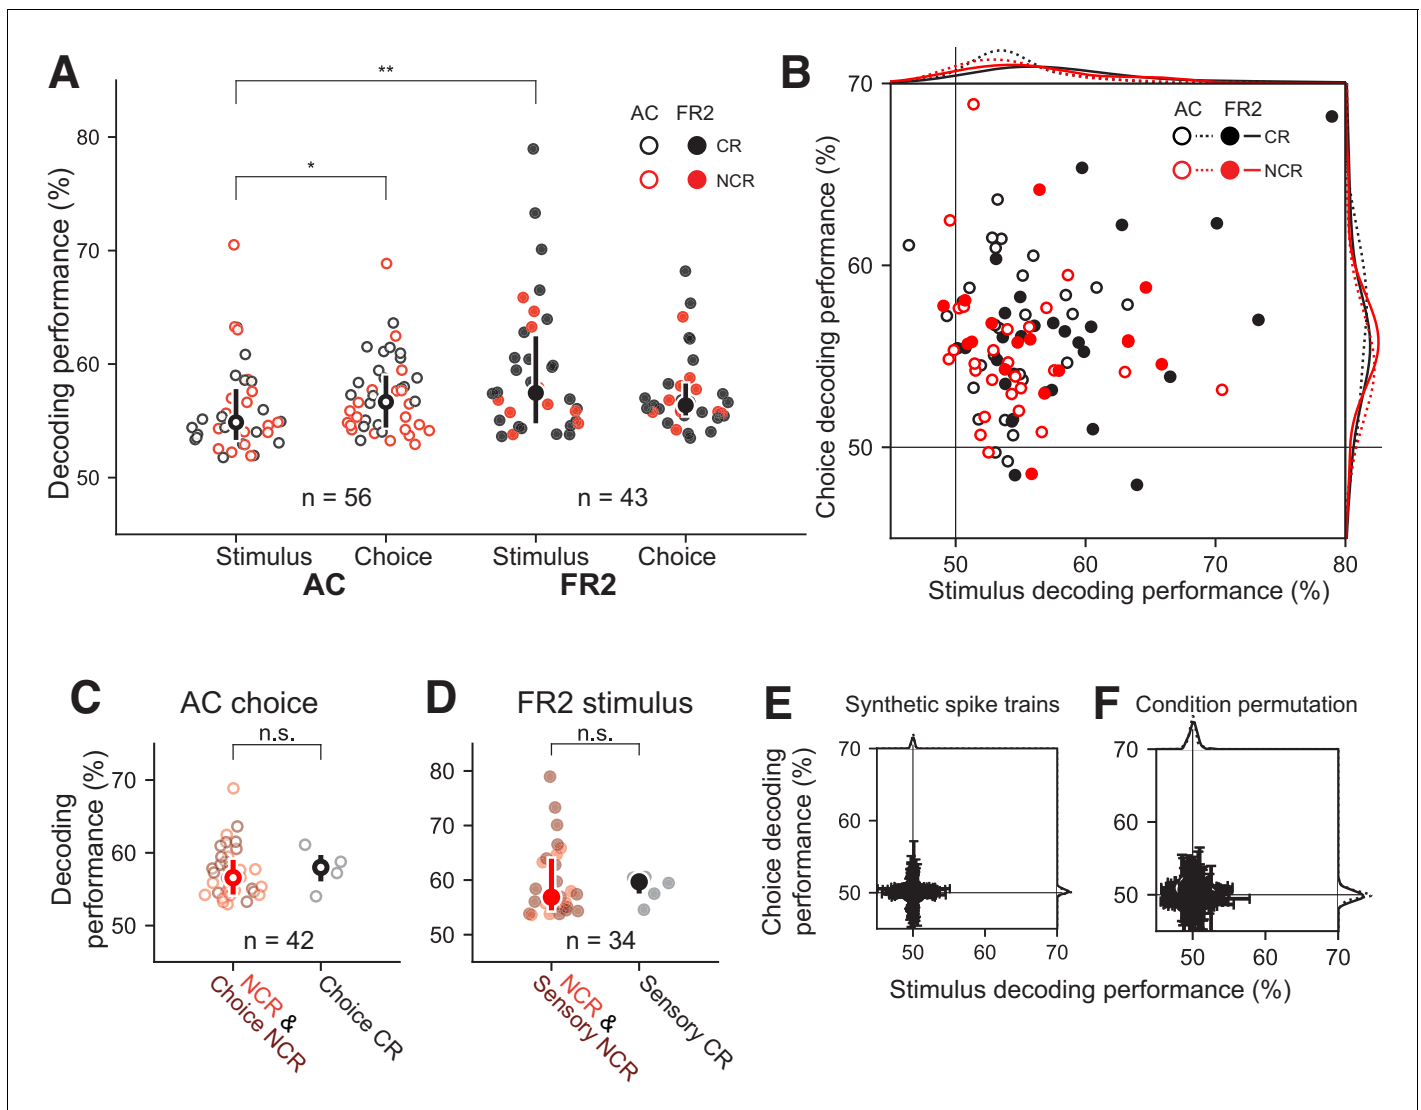 A
**
*
AC FR2
CR
NCR
80
70
60
50
Decoding performance (%)
n = 56
n = 43
Stimulus
Choice
Stimulus
Choice
AC
FR2
B
70
60
50
Choice decoding performance (%)
AC FR2
CR
NCR
50
60
70
80
Stimulus decoding performance (%)
C
AC choice
n.s.
70
60
50
Decoding
performance (%)
n = 42
NCR &
Choice NCR
Choice CR
D
FR2 stimulus
n.s.
80
70
60
50
n = 34
NCR &
Sensory NCR
Sensory CR
E
Synthetic spike trains
70
60
50
Choice decoding
performance (%)
50
60
70
F
Condition permutation
70
60
50
50
60
70
Stimulus decoding performance (%)